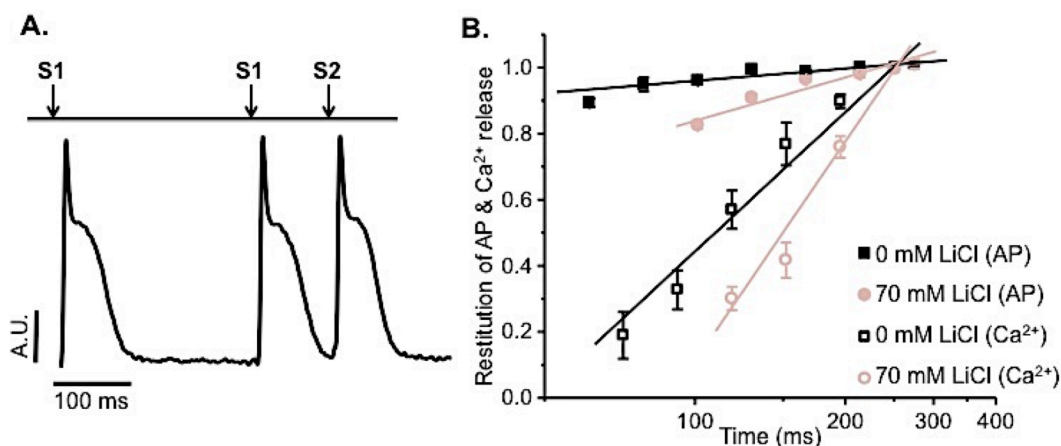 A.
S1
S1
S2
A.U.
100 ms
B.
Restitution of AP & Ca²⁺ release
1.0
0.8
0.6
0.4
0.2
0.0
■ 0 mM LiCl (AP)
● 70 mM LiCl (AP)
0 mM LiCl (Ca²⁺)
70 mM LiCl (Ca²⁺)
100
200
300
400
Time (ms)